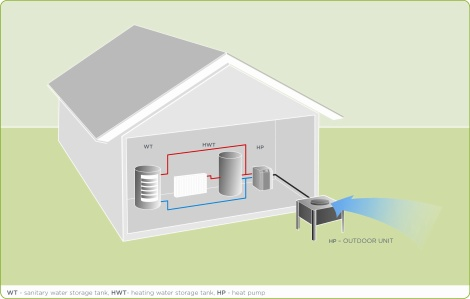 WT
HWT
HP
HP - OUTDOOR UNIT
WT - sanitary water storage tank, HWT- heating water storage tank, HP - heat pump